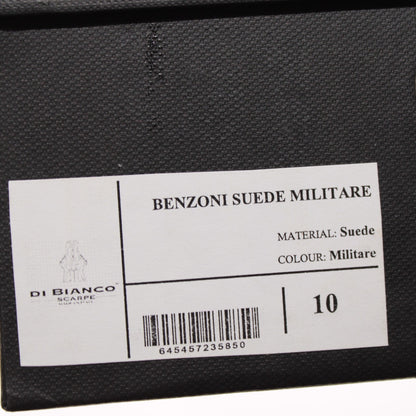 BENZONI SUEDE MILITARE
MATERIAL: Suede
COLOUR: Militare
DI BIANCO
SCARPE
10
645457235850